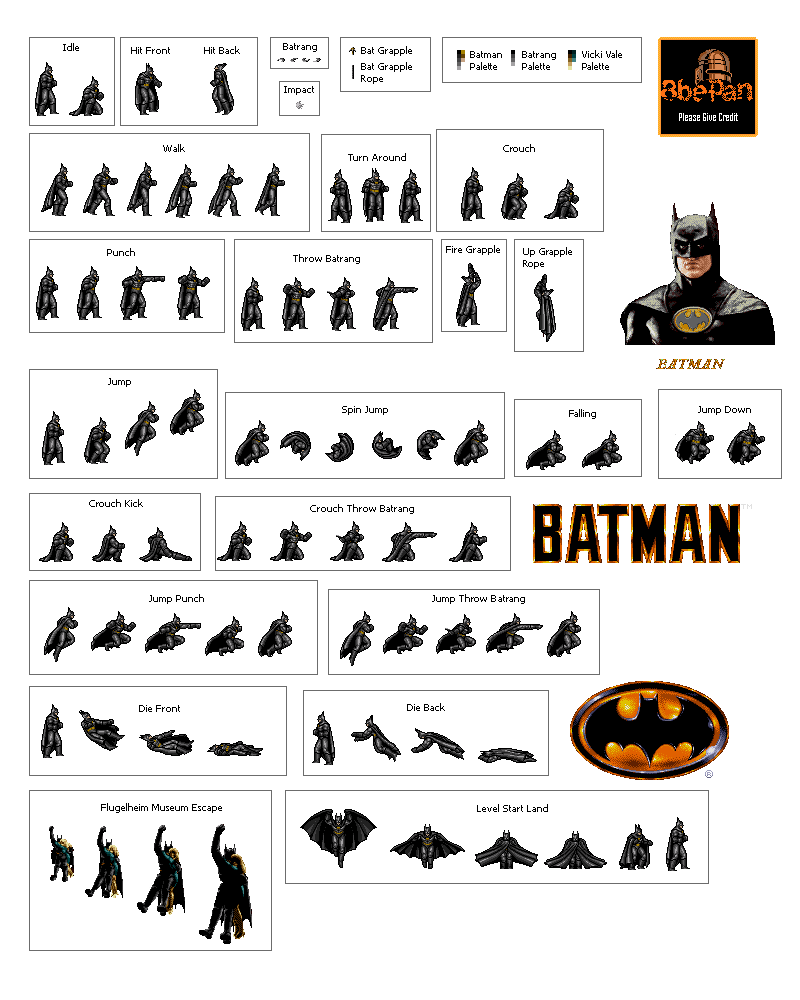 Idle
Hit Front
Hit Back
Batrang
Impact
Bat Grapple
Bat Grapple
Rope
Batman
Palette
Batrang
Palette
Vicki Vale
Palette
8bePan
Please Give Credit
Walk
Turn Around
Crouch
Punch
Throw Batrang
Fire Grapple
Up Grapple
Rope
BATMAN
Jump
Spin Jump
Falling
Jump Down
Crouch Kick
Crouch Throw Batrang
BATMAN™
Jump Punch
Jump Throw Batrang
Die Front
Die Back
®
Flugelheim Museum Escape
Level Start Land